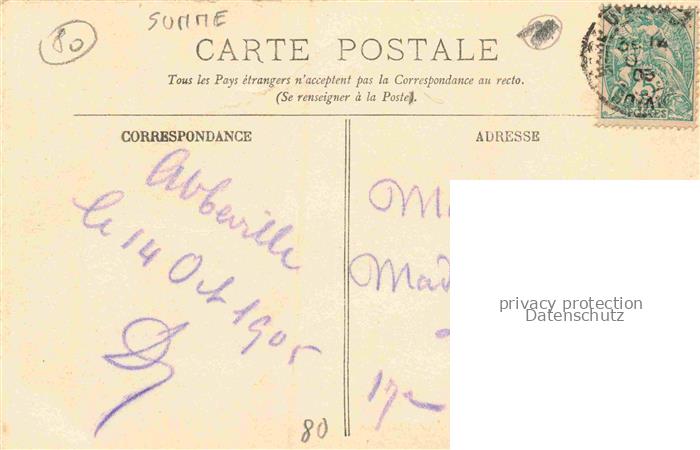 80
SOMME
CARTE POSTALE
Tous les Pays étrangers n'acceptent pas la Correspondance au recto.
(Se renseigner à la Poste).
CORRESPONDANCE
Abbeville
le 14 Oct 1905
80
ADRESSE
privacy protection
Datenschutz